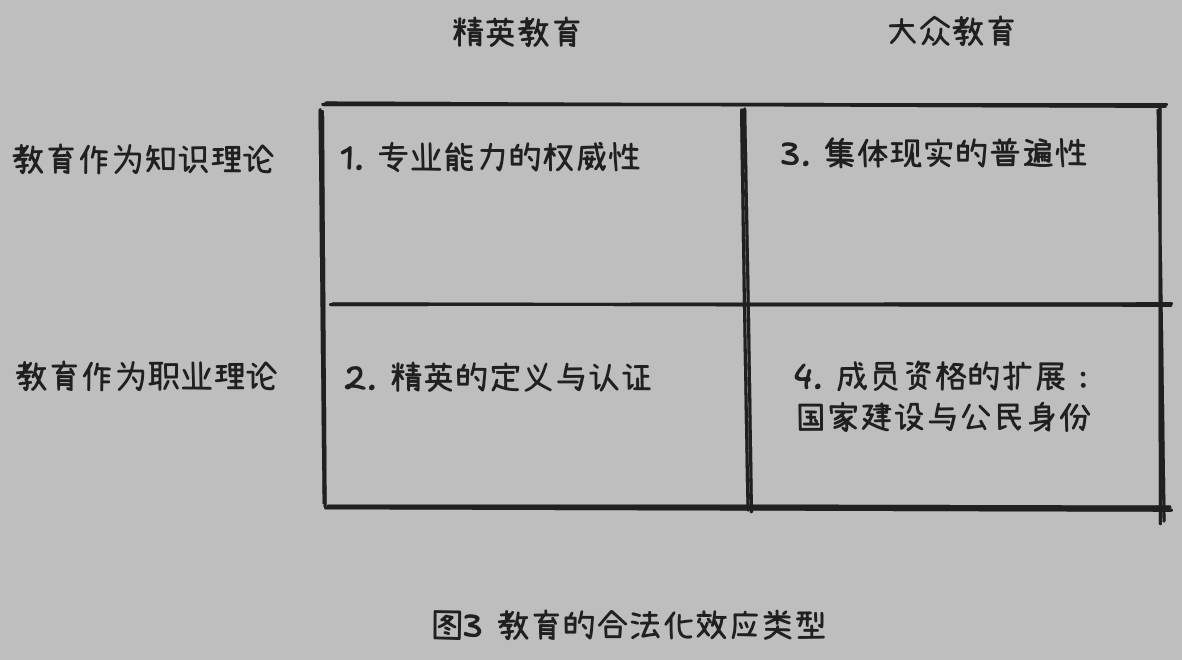 精英教育
大众教育
教育作为知识理论
1. 专业能力的权威性
3. 集体现实的普遍性
教育作为职业理论
2. 精英的定义与认证
4. 成员资格的扩展：
国家建设与公民身份
图3 教育的合法化效应类型